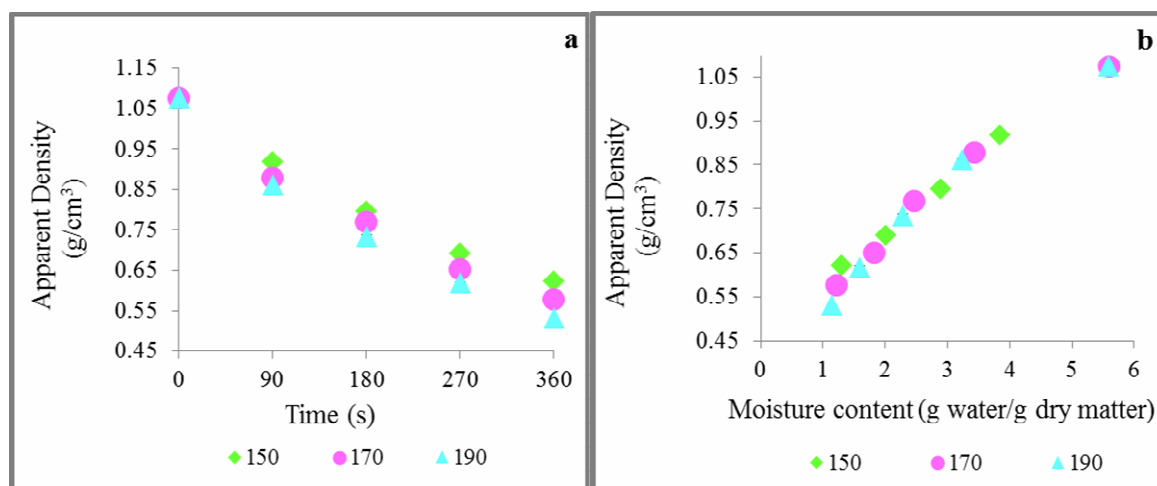 a
Apparent Density
(g/cm³)
1.15
1.05
0.95
0.85
0.75
0.65
0.55
0.45
0 90 180 270 360
Time (s)
150 170 190
b
Apparent Density
(g/cm³)
1.05
0.95
0.85
0.75
0.65
0.55
0.45
0 1 2 3 4 5 6
Moisture content (g water/g dry matter)
150 170 190